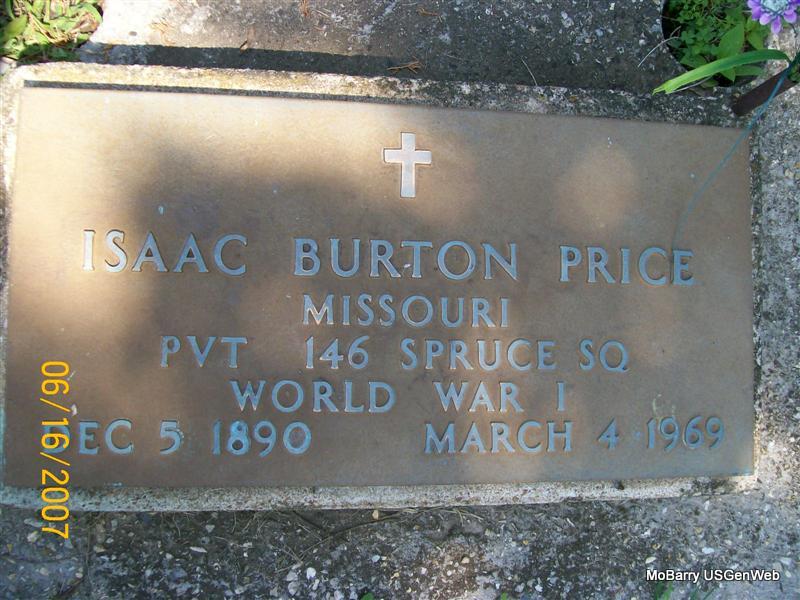 ISAAC BURTON PRICE
MISSOURI
PVT 146 SPRUCE SQ
WORLD WAR I
DEC 5 1890 MARCH 4 1969
06/16/2007
MoBarry USGenWeb